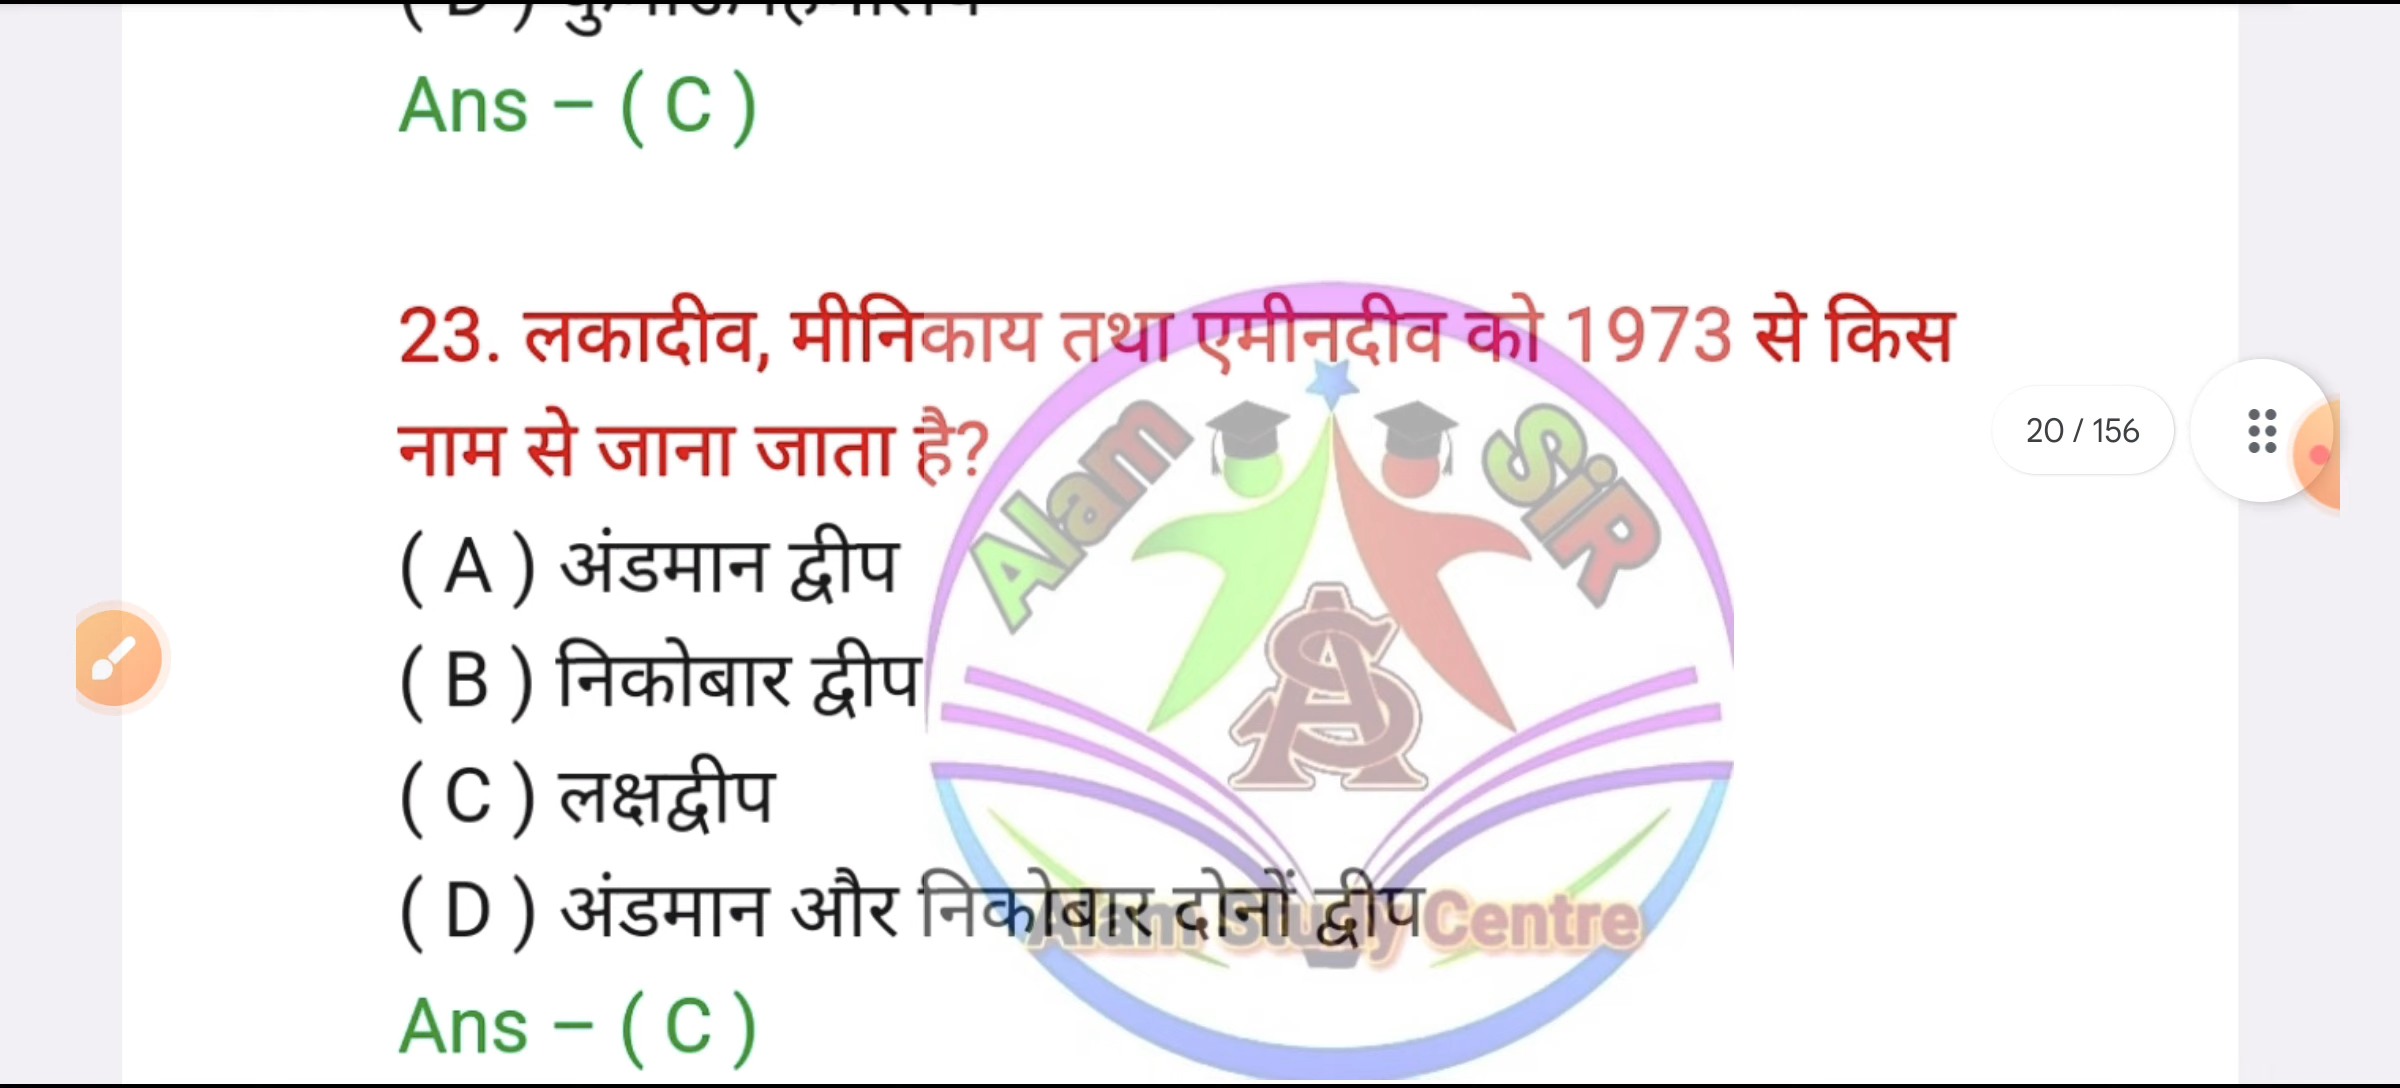 Ans – ( C )
23. लकादीव, मीनिकाय तथा एमीनदीव को 1973 से किस
नाम से जाना जाता है?
( A ) अंडमान द्वीप
( B ) निकोबार द्वीप
( C ) लक्षद्वीप
( D ) अंडमान और निकोबार दोनों द्वीप
Ans – ( C )
20 / 156
Alam SiR
AS
Alam Study Centre